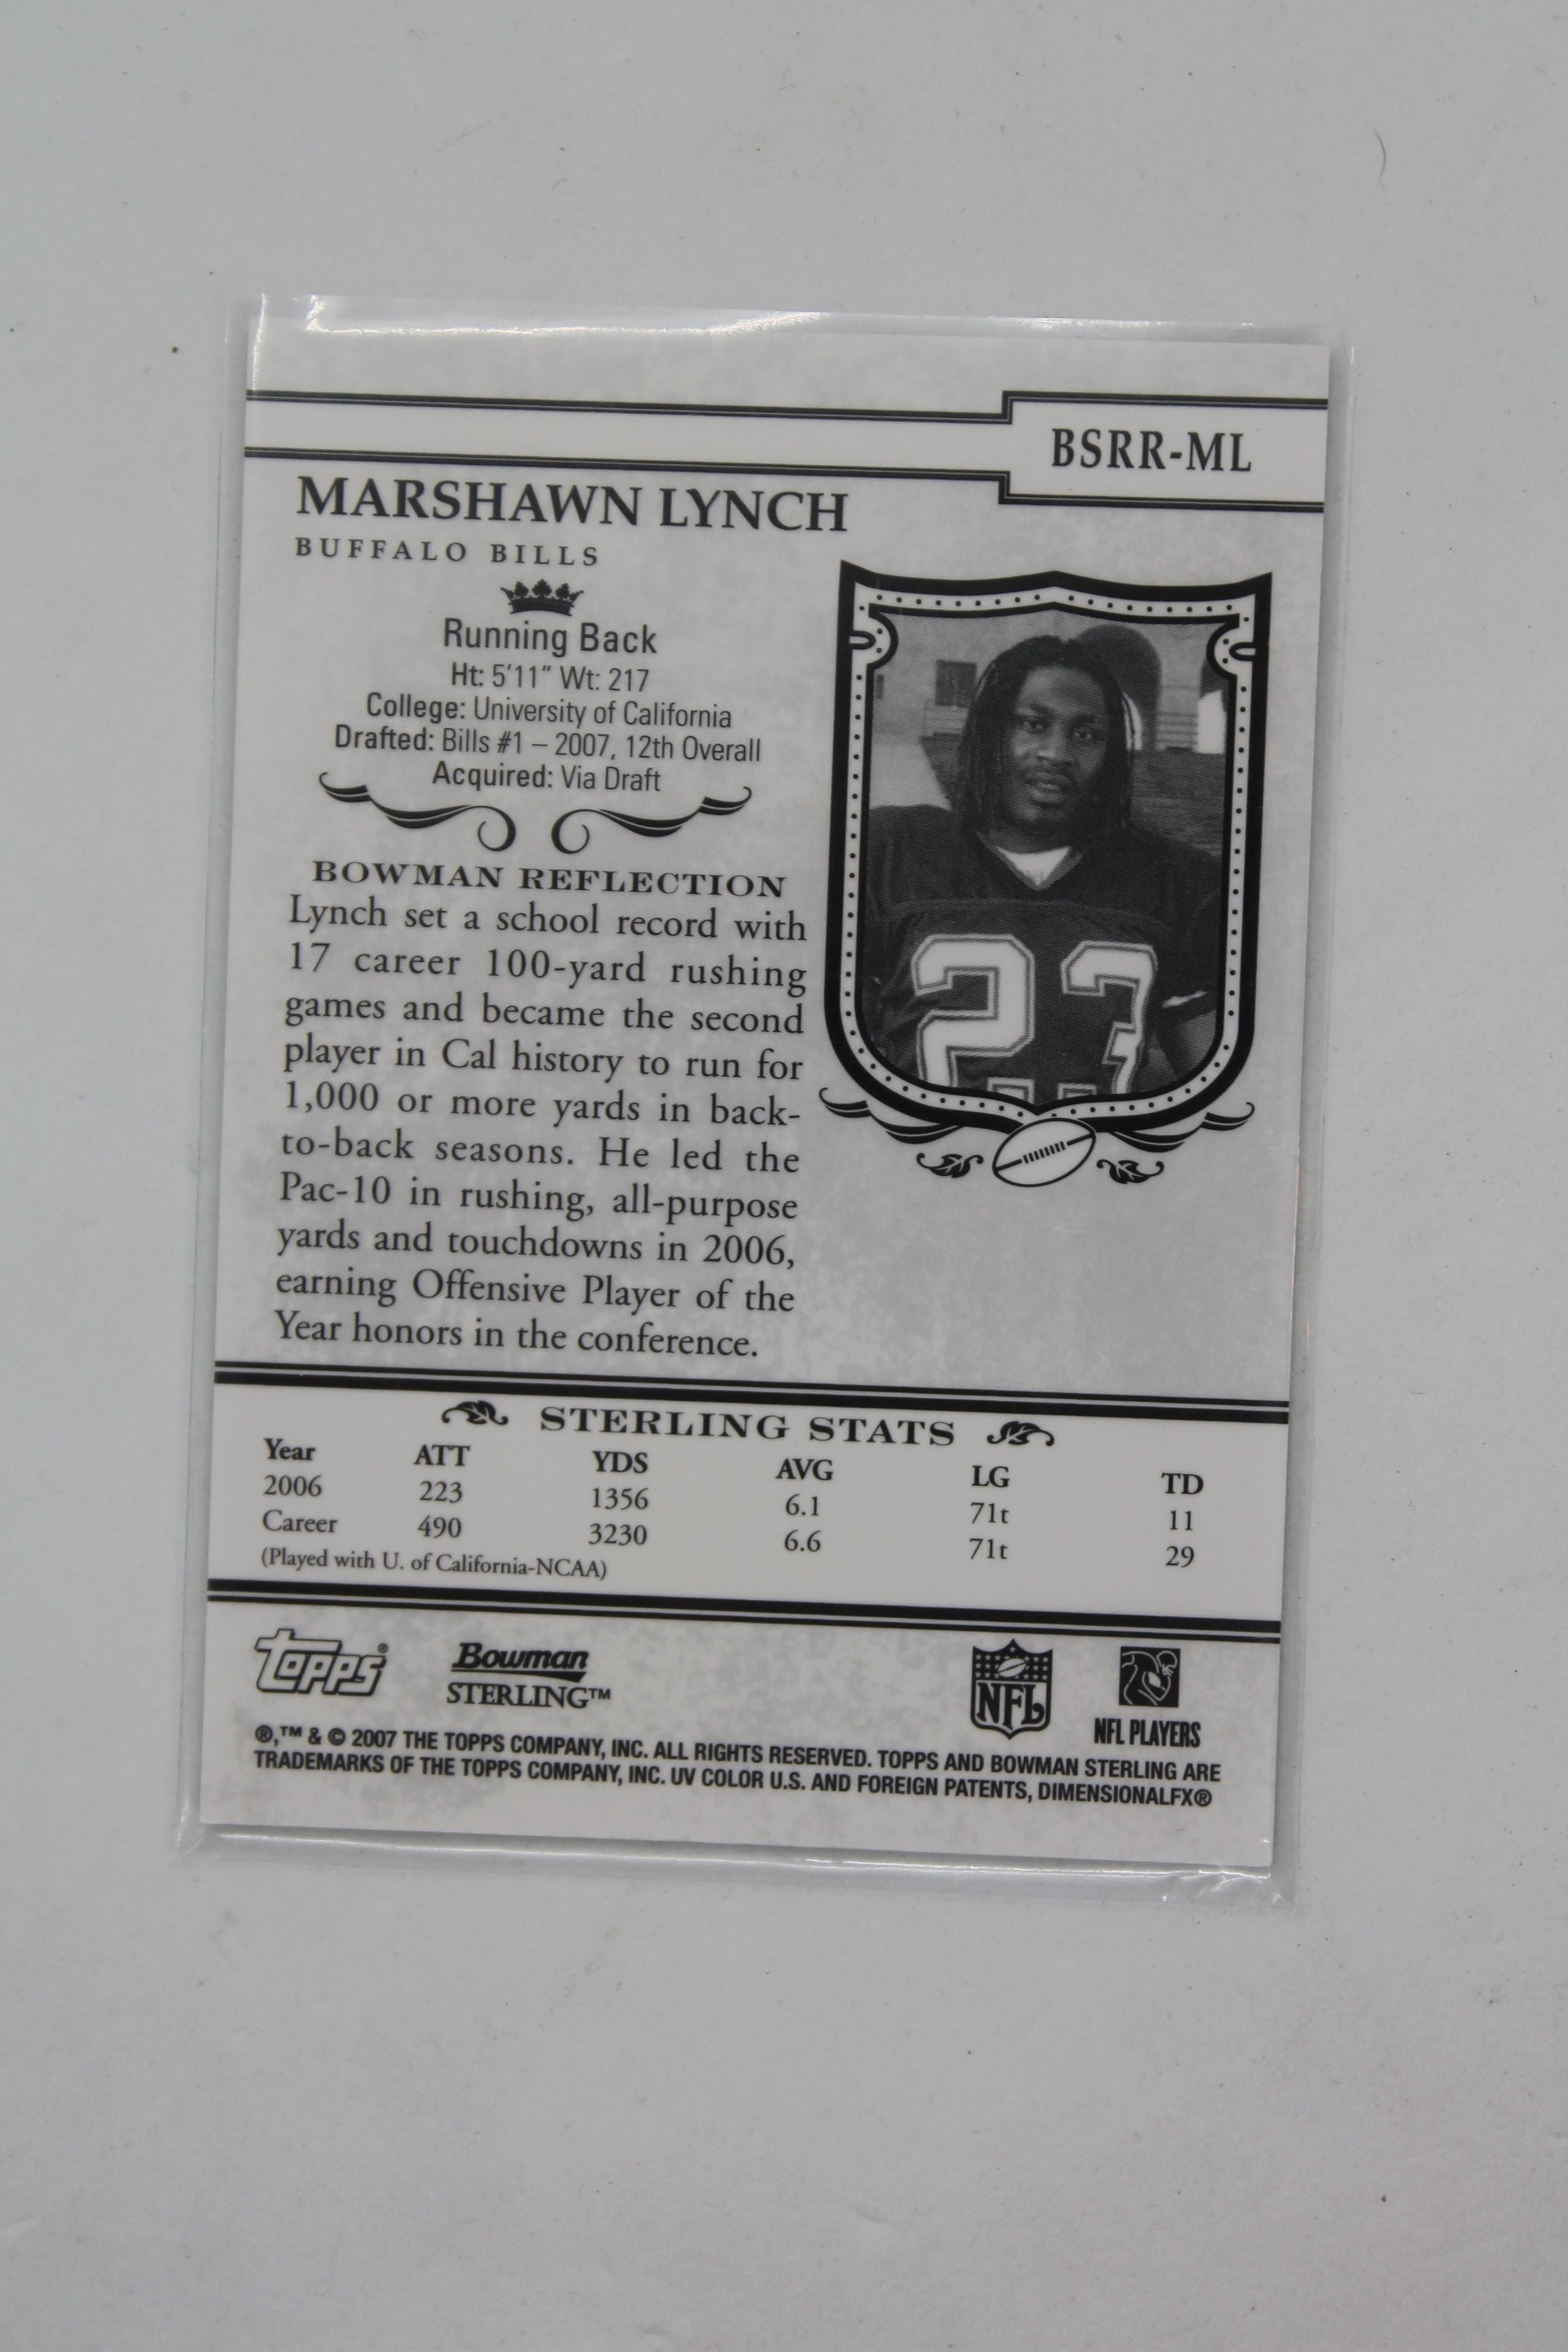 BSRR-ML
MARSHAWN LYNCH
BUFFALO BILLS
Running Back
Ht: 5'11" Wt: 217
College: University of California
Drafted: Bills #1 – 2007, 12th Overall
Acquired: Via Draft
BOWMAN REFLECTION
Lynch set a school record with
17 career 100-yard rushing
games and became the second
player in Cal history to run for
1,000 or more yards in back-
to-back seasons. He led the
Pac-10 in rushing, all-purpose
yards and touchdowns in 2006,
earning Offensive Player of the
Year honors in the conference.
23
STERLING STATS
Year ATT YDS AVG LG TD
2006 223 1356 6.1 71t 11
Career 490 3230 6.6 71t 29
(Played with U. of California-NCAA)
Topps® Bowman STERLING™ NFL NFL PLAYERS
®,™ & © 2007 THE TOPPS COMPANY, INC. ALL RIGHTS RESERVED. TOPPS AND BOWMAN STERLING ARE
TRADEMARKS OF THE TOPPS COMPANY, INC. UV COLOR U.S. AND FOREIGN PATENTS, DIMENSIONALFX®